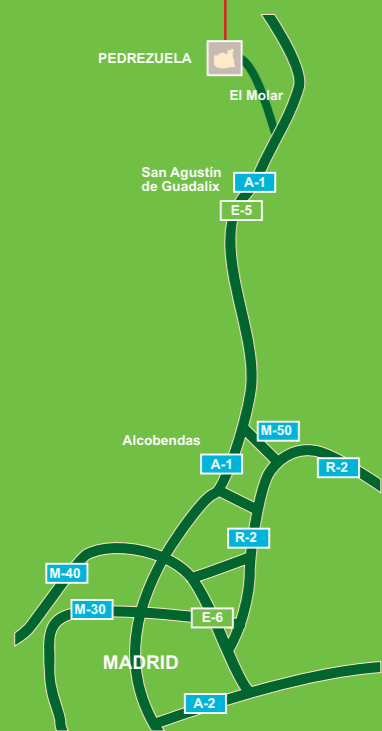 PEDREZUELA
El Molar
San Agustín
de Guadalix
A-1
E-5
Alcobendas
M-50
A-1
R-2
R-2
M-40
M-30
E-6
MADRID
A-2